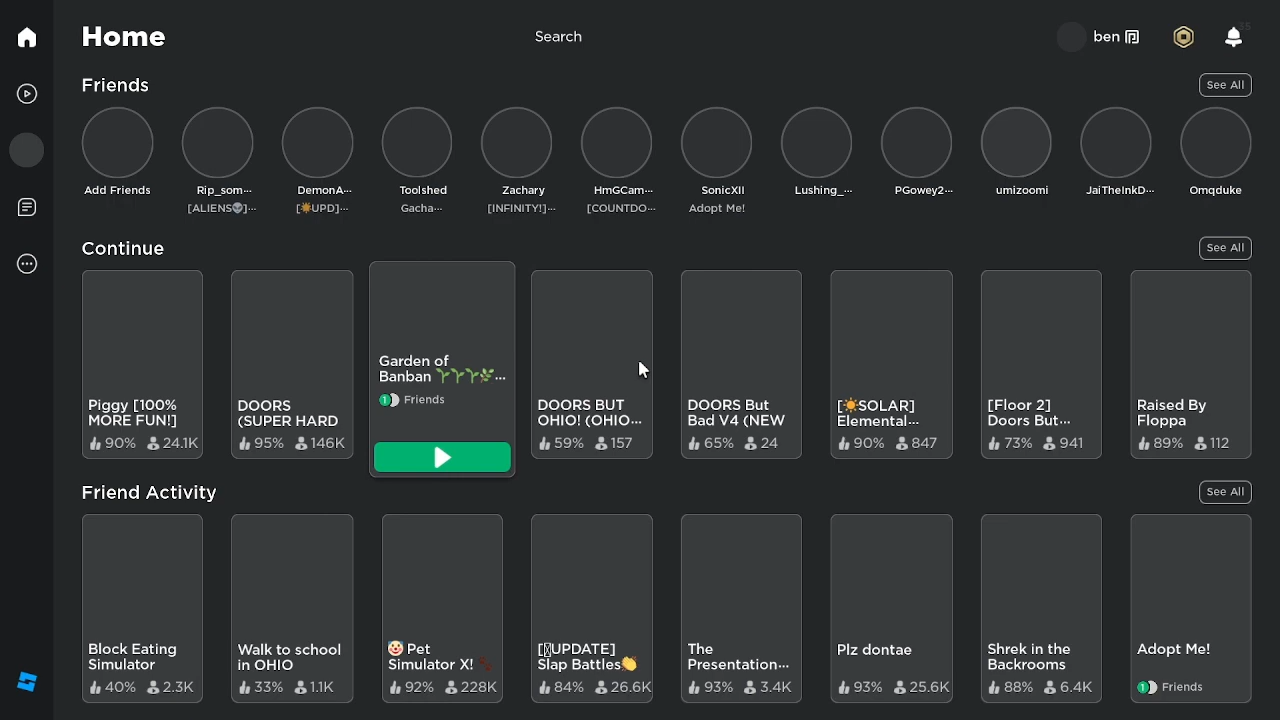 Home
Search
ben
35
Friends
See All
Add Friends
Rip_som...
DemonA...
Toolshed
Zachary
HmGCam...
SonicXII
Lushing_...
PGowey2...
umizoomi
JaiTheInkD...
Omqduke
[ALIENS👽]...
[☀️UPD]...
Gacha...
[INFINITY!]...
[COUNTDO...
Adopt Me!
Continue
See All
Piggy [100%
MORE FUN!]
90% 24.1K
DOORS
(SUPER HARD
95% 146K
Garden of
Banban 🌱🌱🌱🌿...
1 Friends
DOORS BUT
OHIO! (OHIO...
59% 157
DOORS But
Bad V4 (NEW
65% 24
[☀️SOLAR]
Elemental...
90% 847
[Floor 2]
Doors But...
73% 941
Raised By
Floppa
89% 112
Friend Activity
See All
Block Eating
Simulator
40% 2.3K
Walk to school
in OHIO
33% 1.1K
🤡 Pet
Simulator X! 🐾
92% 228K
[UPDATE]
Slap Battles👏
84% 26.6K
The
Presentation...
93% 3.4K
Plz dontae
93% 25.6K
Shrek in the
Backrooms
88% 6.4K
Adopt Me!
1 Friends